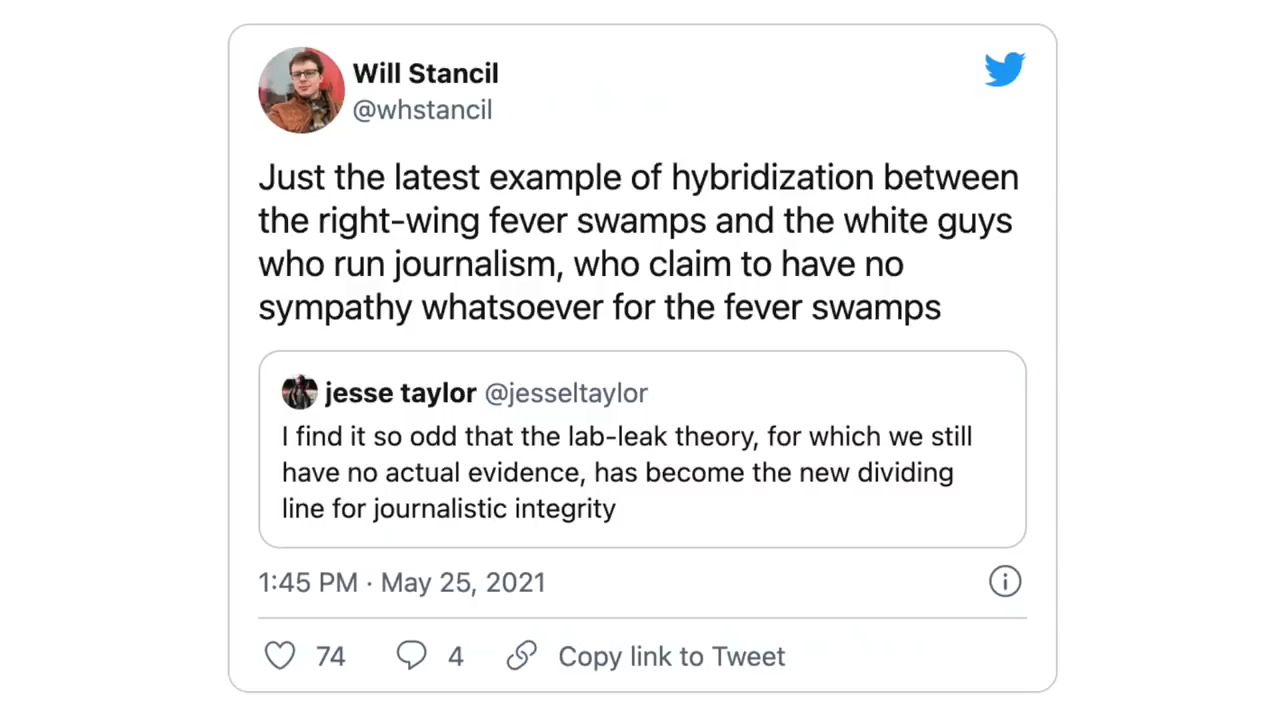 Will Stancil
@whstancil
Just the latest example of hybridization between
the right-wing fever swamps and the white guys
who run journalism, who claim to have no
sympathy whatsoever for the fever swamps
jesse taylor @jesseltaylor
I find it so odd that the lab-leak theory, for which we still
have no actual evidence, has become the new dividing
line for journalistic integrity
1:45 PM · May 25, 2021
74 4 Copy link to Tweet